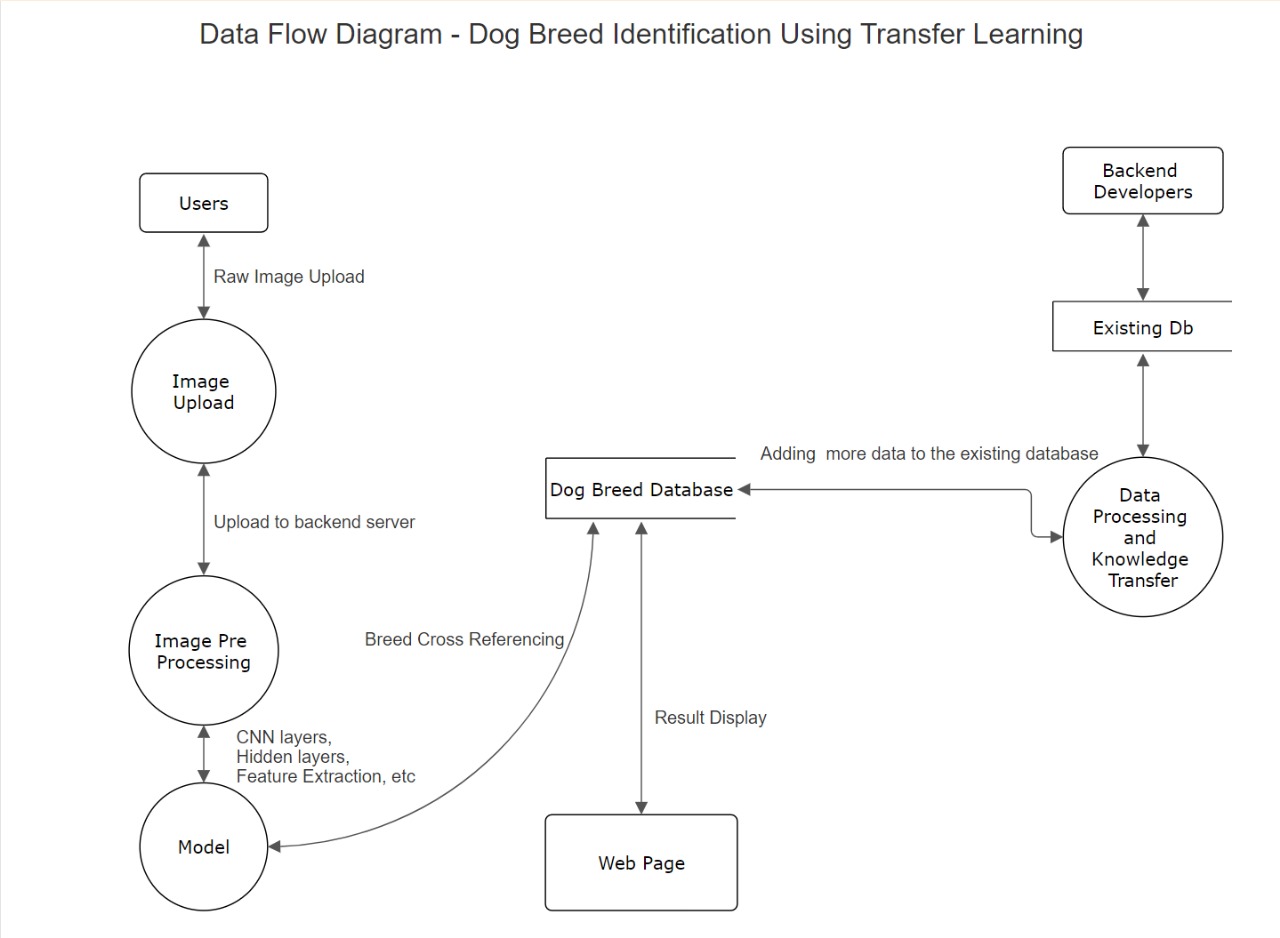 Data Flow Diagram - Dog Breed Identification Using Transfer Learning
Users
Raw Image Upload
Image
Upload
Upload to backend server
Image Pre
Processing
CNN layers,
Hidden layers,
Feature Extraction, etc
Model
Breed Cross Referencing
Dog Breed Database
Result Display
Web Page
Adding  more data to the existing database
Backend
Developers
Existing Db
Data
Processing
and
Knowledge
Transfer